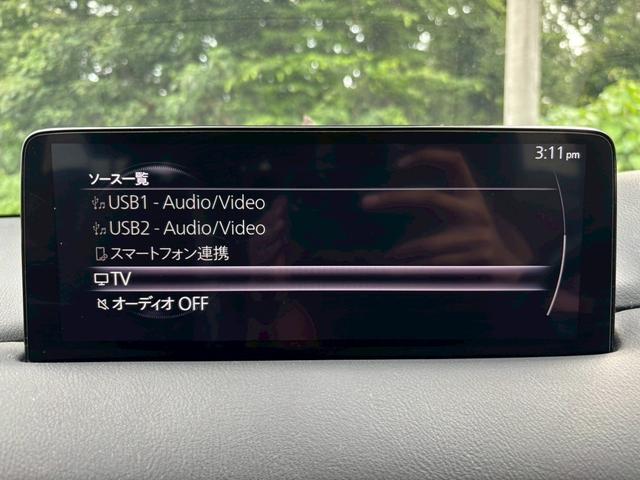 3:11 pm
ソース一覧
USB1 - Audio/Video
USB2 - Audio/Video
スマートフォン連携
TV
オーディオ OFF